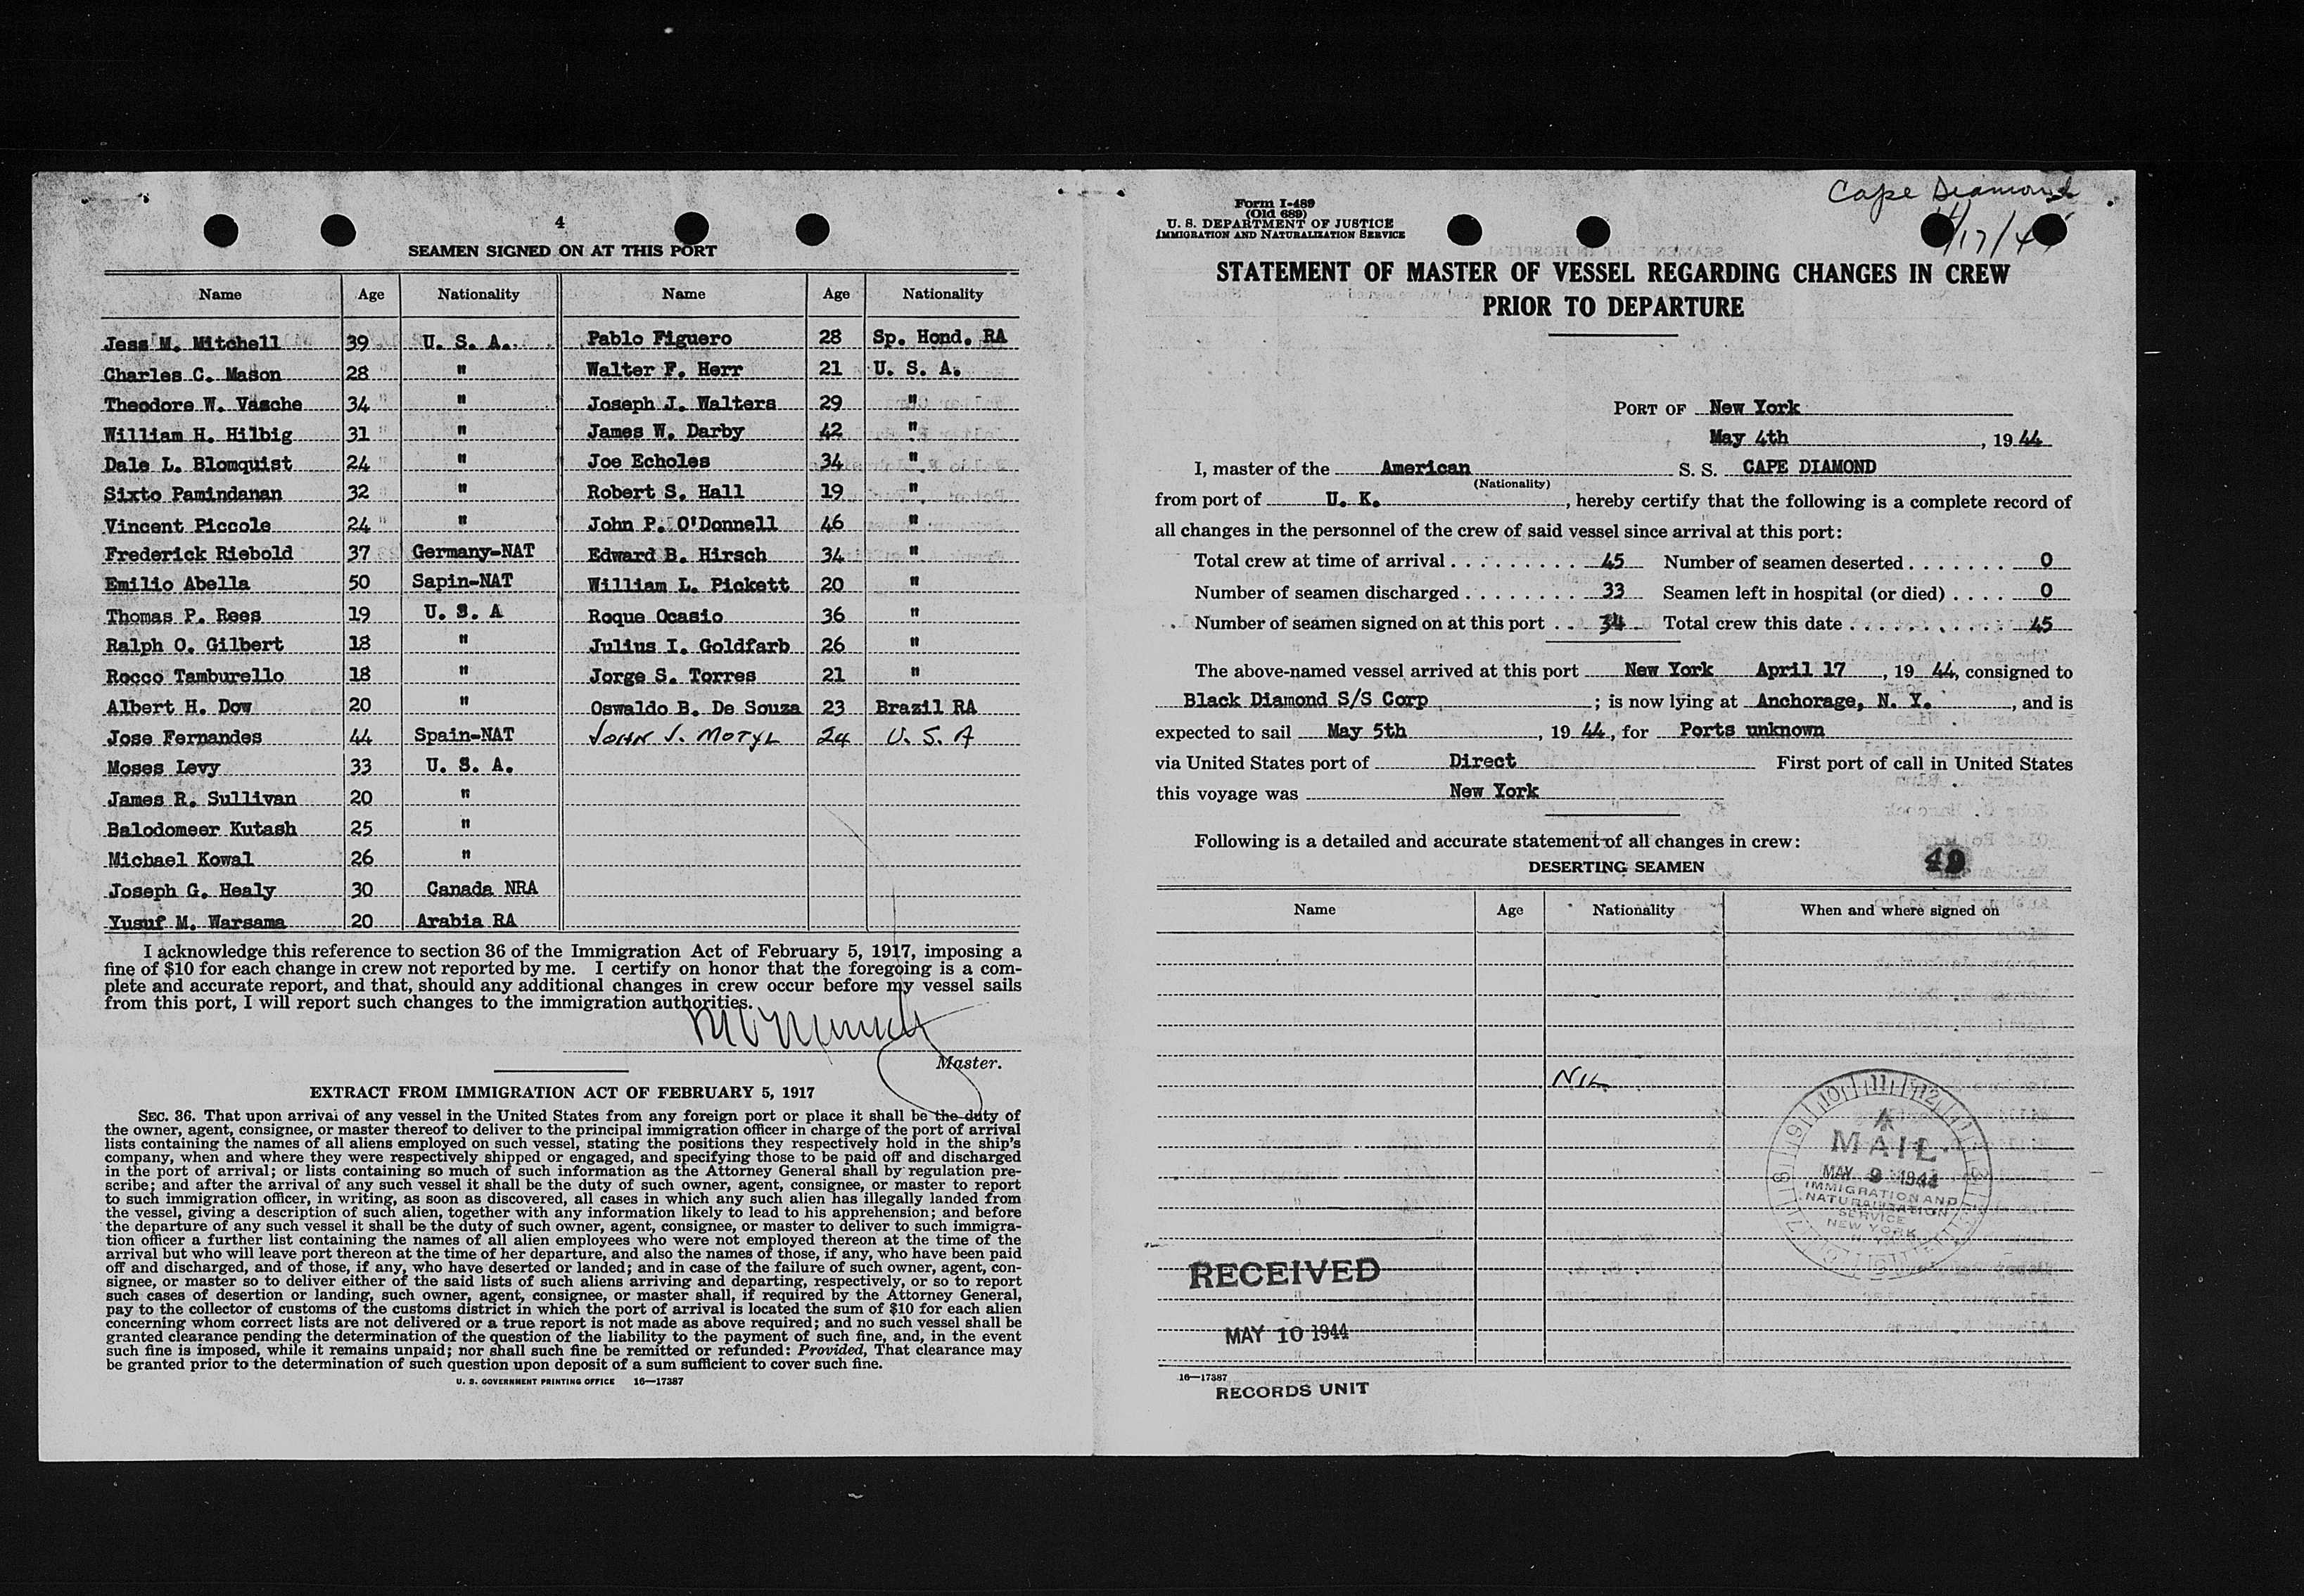 4
SEAMEN SIGNED ON AT THIS PORT
Name Age Nationality Name Age Nationality
Jess M. Mitchell 39 U. S. A. Pablo Figuero 28 Sp. Hond. RA
Charles C. Mason 28 " Walter F. Herr 21 U. S. A.
Theodore W. Vasche 34 " Joseph J. Walters 29 "
William H. Hilbig 31 " James W. Darby 42 "
Dale L. Blomquist 24 " Joe Echoles 34 "
Sixto Pamindanan 32 " Robert S. Hall 19 "
Vincent Piccole 24 " John P. O'Donnell 46 "
Frederick Riebold 37 Germany-NAT Edward B. Hirsch 34 "
Emilio Abella 50 Sapin-NAT William L. Pickett 20 "
Thomas P. Rees 19 U. S. A Roque Ocasio 36 "
Ralph O. Gilbert 18 " Julius I. Goldfarb 26 "
Rocco Tamburello 18 " Jorge S. Torres 21 "
Albert H. Dow 20 " Oswaldo B. De Souza 23 Brazil RA
Jose Fernandes 44 Spain-NAT JOHN J. MOTYL 24 U. S. A
Moses Levy 33 U. S. A.
James R. Sullivan 20 "
Balodomeer Kutash 25 "
Michael Kowal 26 "
Joseph G. Healy 30 Canada NRA
Yusuf M. Warsama 20 Arabia RA
I acknowledge this reference to section 36 of the Immigration Act of February 5, 1917, imposing a
fine of $10 for each change in crew not reported by me. I certify on honor that the foregoing is a com-
plete and accurate report, and that, should any additional changes in crew occur before my vessel sails
from this port, I will report such changes to the immigration authorities.
Master.
EXTRACT FROM IMMIGRATION ACT OF FEBRUARY 5, 1917
SEC. 36. That upon arrival of any vessel in the United States from any foreign port or place it shall be the duty of
the owner, agent, consignee, or master thereof to deliver to the principal immigration officer in charge of the port of arrival
lists containing the names of all aliens employed on such vessel, stating the positions they respectively hold in the ship's
company, when and where they were respectively shipped or engaged, and specifying those to be paid off and discharged
in the port of arrival; or lists containing so much of such information as the Attorney General shall by regulation pre-
scribe; and after the arrival of any such vessel it shall be the duty of such owner, agent, consignee, or master to report
to such immigration officer, in writing, as soon as discovered, all cases in which any such alien has illegally landed from
the vessel, giving a description of such alien, together with any information likely to lead to his apprehension; and before
the departure of any such vessel it shall be the duty of such owner, agent, consignee, or master to deliver to such immigra-
tion officer a further list containing the names of all alien employees who were not employed thereon at the time of the
arrival but who will leave port thereon at the time of her departure, and also the names of those, if any, who have been paid
off and discharged, and of those, if any, who have deserted or landed; and in case of the failure of such owner, agent, con-
signee, or master so to deliver either of the said lists of such aliens arriving and departing, respectively, or so to report
such cases of desertion or landing, such owner, agent, consignee, or master shall, if required by the Attorney General,
pay to the collector of customs of the customs district in which the port of arrival is located the sum of $10 for each alien
concerning whom correct lists are not delivered or a true report is not made as above required; and no such vessel shall be
granted clearance pending the determination of the question of the liability to the payment of such fine, and, in the event
such fine is imposed, while it remains unpaid; nor shall such fine be remitted or refunded: Provided, That clearance may
be granted prior to the determination of such question upon deposit of a sum sufficient to cover such fine.
U. S. GOVERNMENT PRINTING OFFICE 16—17387
Cape Diamond
Form I-489
(Old 689)
U. S. DEPARTMENT OF JUSTICE
IMMIGRATION AND NATURALIZATION SERVICE
STATEMENT OF MASTER OF VESSEL REGARDING CHANGES IN CREW
PRIOR TO DEPARTURE
PORT OF New York
May 4th, 1944
I, master of the American S. S. CAPE DIAMOND
(Nationality)
from port of U. K., hereby certify that the following is a complete record of
all changes in the personnel of the crew of said vessel since arrival at this port:
Total crew at time of arrival 45 Number of seamen deserted 0
Number of seamen discharged 33 Seamen left in hospital (or died) 0
Number of seamen signed on at this port 34 Total crew this date 45
The above-named vessel arrived at this port New York April 17, 1944, consigned to
Black Diamond S/S Corp; is now lying at Anchorage, N. Y., and is
expected to sail May 5th, 1944, for Ports unknown
via United States port of Direct First port of call in United States
this voyage was New York
Following is a detailed and accurate statement of all changes in crew:
49
DESERTING SEAMEN
Name Age Nationality When and where signed on
NIL
MAIL
MAY 9 1944
IMMIGRATION AND
NATURALIZATION
SERVICE
NEW YORK
RECEIVED
MAY 10 1944
16—17387
RECORDS UNIT